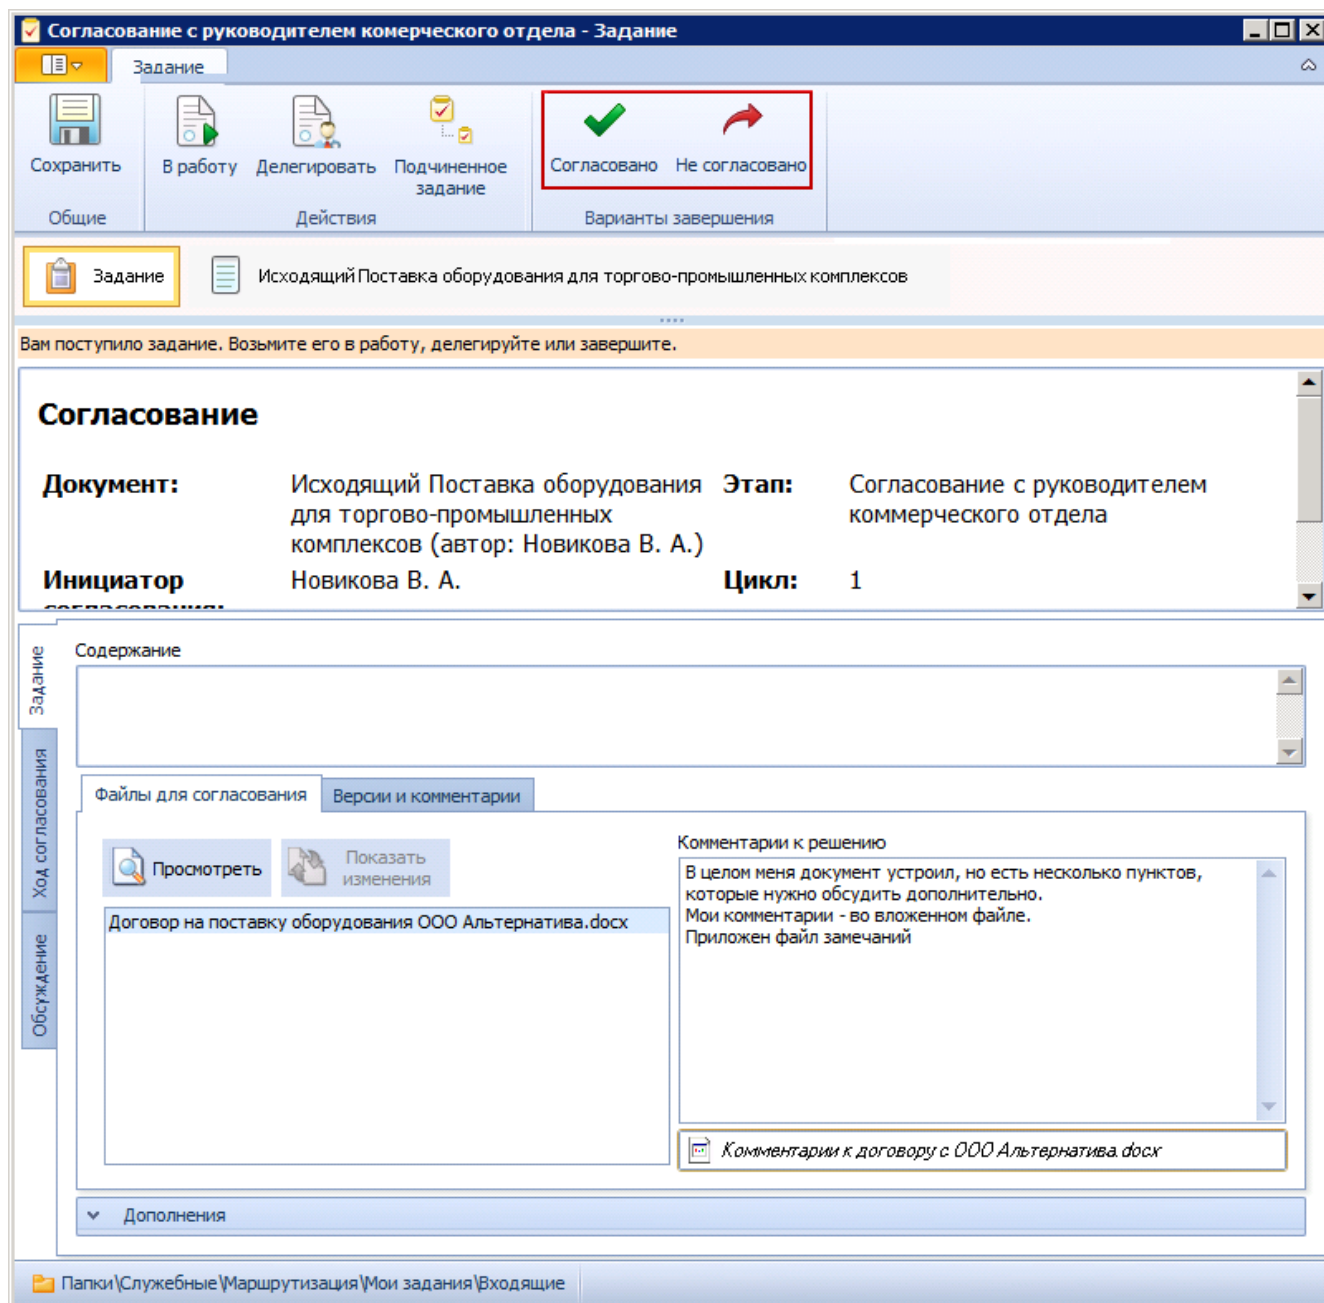 Согласование с руководителем комерческого отдела - Задание
Задание
Сохранить
В работу
Делегировать
Подчиненное
задание
Согласовано
Не согласовано
Общие
Действия
Варианты завершения
Задание
Исходящий Поставка оборудования для торгово-промышленных комплексов
Вам поступило задание. Возьмите его в работу, делегируйте или завершите.
Согласование
Документ:
Исходящий Поставка оборудования
для торгово-промышленных
комплексов (автор: Новикова В. А.)
Этап:
Согласование с руководителем
коммерческого отдела
Инициатор
согласования:
Новикова В. А.
Цикл:
1
Задание
Ход согласования
Обсуждение
Содержание
Файлы для согласования
Версии и комментарии
Просмотреть
Показать
изменения
Договор на поставку оборудования ООО Альтернатива.docx
Комментарии к решению
В целом меня документ устроил, но есть несколько пунктов,
которые нужно обсудить дополнительно.
Мои комментарии - во вложенном файле.
Приложен файл замечаний
Комментарии к договору с ООО Альтернатива.docx
Дополнения
Папки\Служебные\Маршрутизация\Мои задания\Входящие